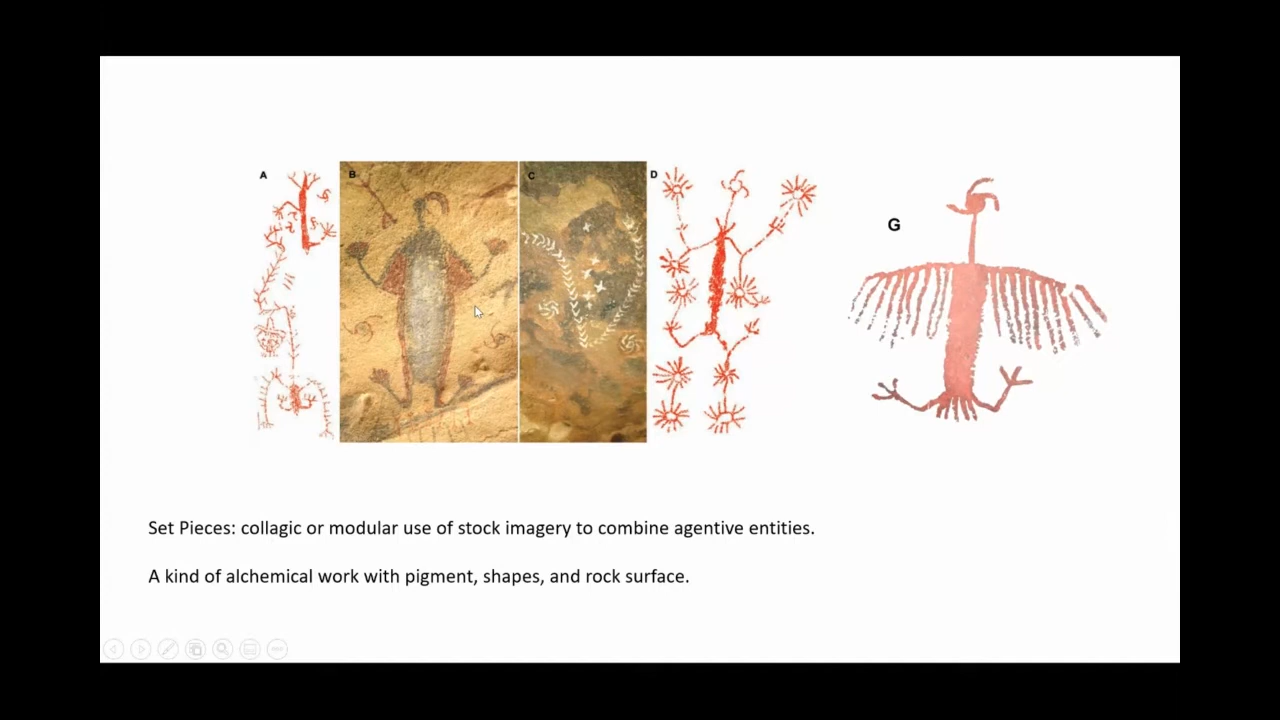 A
B
C
D
G
Set Pieces: collagic or modular use of stock imagery to combine agentive entities.
A kind of alchemical work with pigment, shapes, and rock surface.